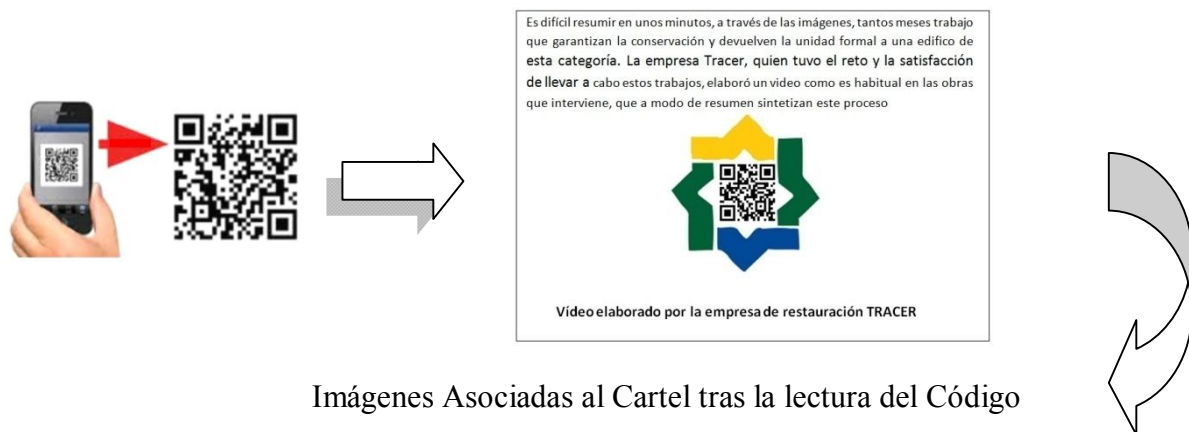 Es difícil resumir en unos minutos, a través de las imágenes, tantos meses trabajo
que garantizan la conservación y devuelven la unidad formal a una edifico de
esta categoría. La empresa Tracer, quien tuvo el reto y la satisfacción
de llevar a cabo estos trabajos, elaboró un video como es habitual en las obras
que interviene, que a modo de resumen sintetizan este proceso
Vídeo elaborado por la empresa de restauración TRACER
Imágenes Asociadas al Cartel tras la lectura del Código